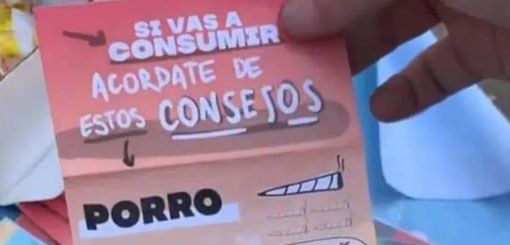 SI VAS A
CONSUMIR
ACORDATE DE
ESTOS CONSEJOS
PORRO